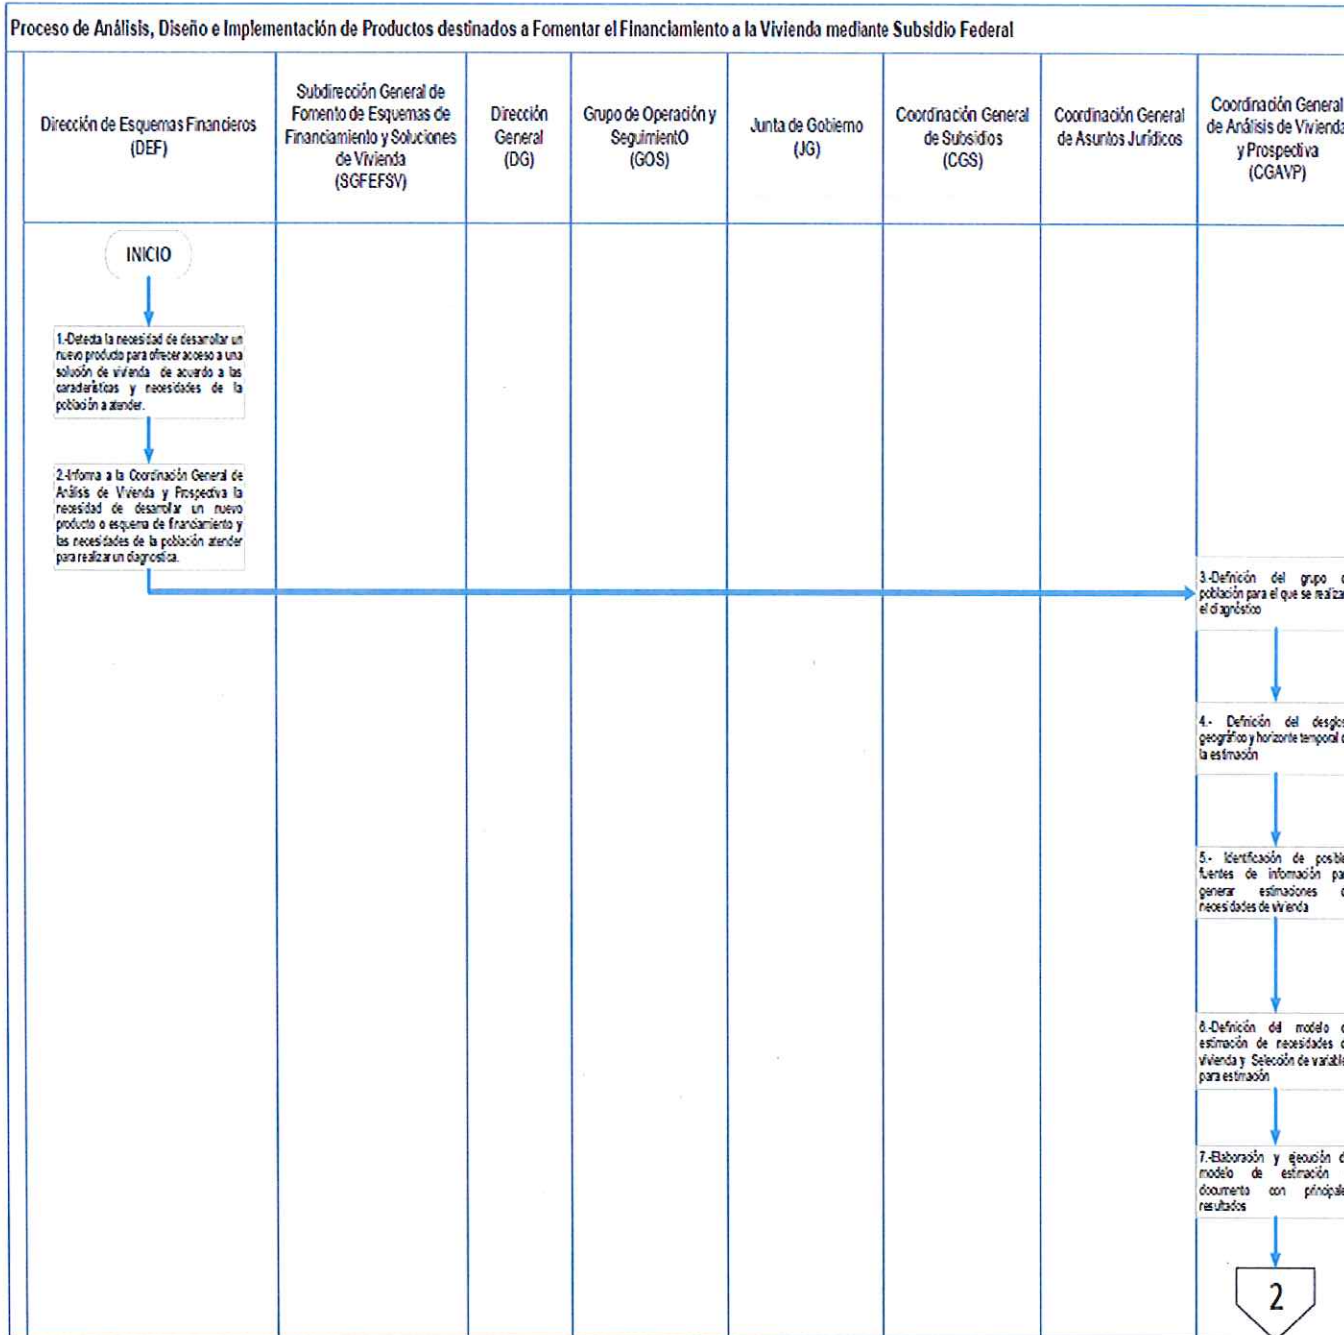 Proceso de Análisis, Diseño e Implementación de Productos destinados a Fomentar el Financiamiento a la Vivienda mediante Subsidio Federal
Dirección de Esquemas Financieros
(DEF)
Subdirección General de
Fomento de Esquemas de
Financiamiento y Soluciones
de Vivienda
(SGFEFSV)
Dirección
General
(DG)
Grupo de Operación y
SeguimientO
(GOS)
Junta de Gobierno
(JG)
Coordinación General
de Subsidios
(CGS)
Coordinación General
de Asuntos Jurídicos
Coordinación General
de Análisis de Vivienda
y Prospectiva
(CGAVP)
INICIO
1.-Detecta la necesidad de desarrollar un
nuevo producto para ofrecer acceso a una
solución de vivienda de acuerdo a las
características y necesidades de la
población a atender.
2.-Informa a la Coordinación General de
Análisis de Vivienda y Prospectiva la
necesidad de desarrollar un nuevo
producto o esquema de financiamiento y
las necesidades de la población atender
para realizar un diagnostica.
3.-Definición del grupo
población para el que se
el diagnóstico
4.- Definición del
geográfico y horizonte temporal
la estimación
5.- Identificación de
fuentes de información
generar estimaciones
necesidades de vivienda
6.-Definición del modelo
estimación de necesidades
vivienda y Selección de
para estimación
7.-Elaboración y ejecución
modelo de estimación
documento con
resultados
2